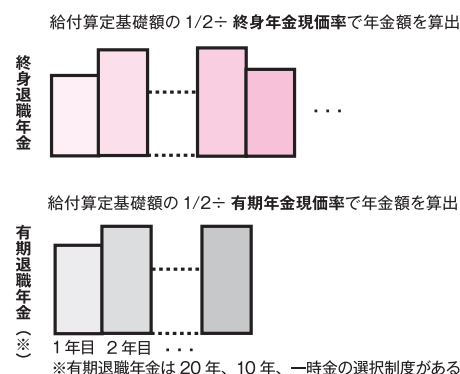 給付算定基礎額の 1/2÷ 終身年金現価率で年金額を算出
終身退職年金
・・・
給付算定基礎額の 1/2÷ 有期年金現価率で年金額を算出
有期退職年金（※）
1年目 2年目 ・・・
※有期退職年金は 20 年、10 年、一時金の選択制度がある